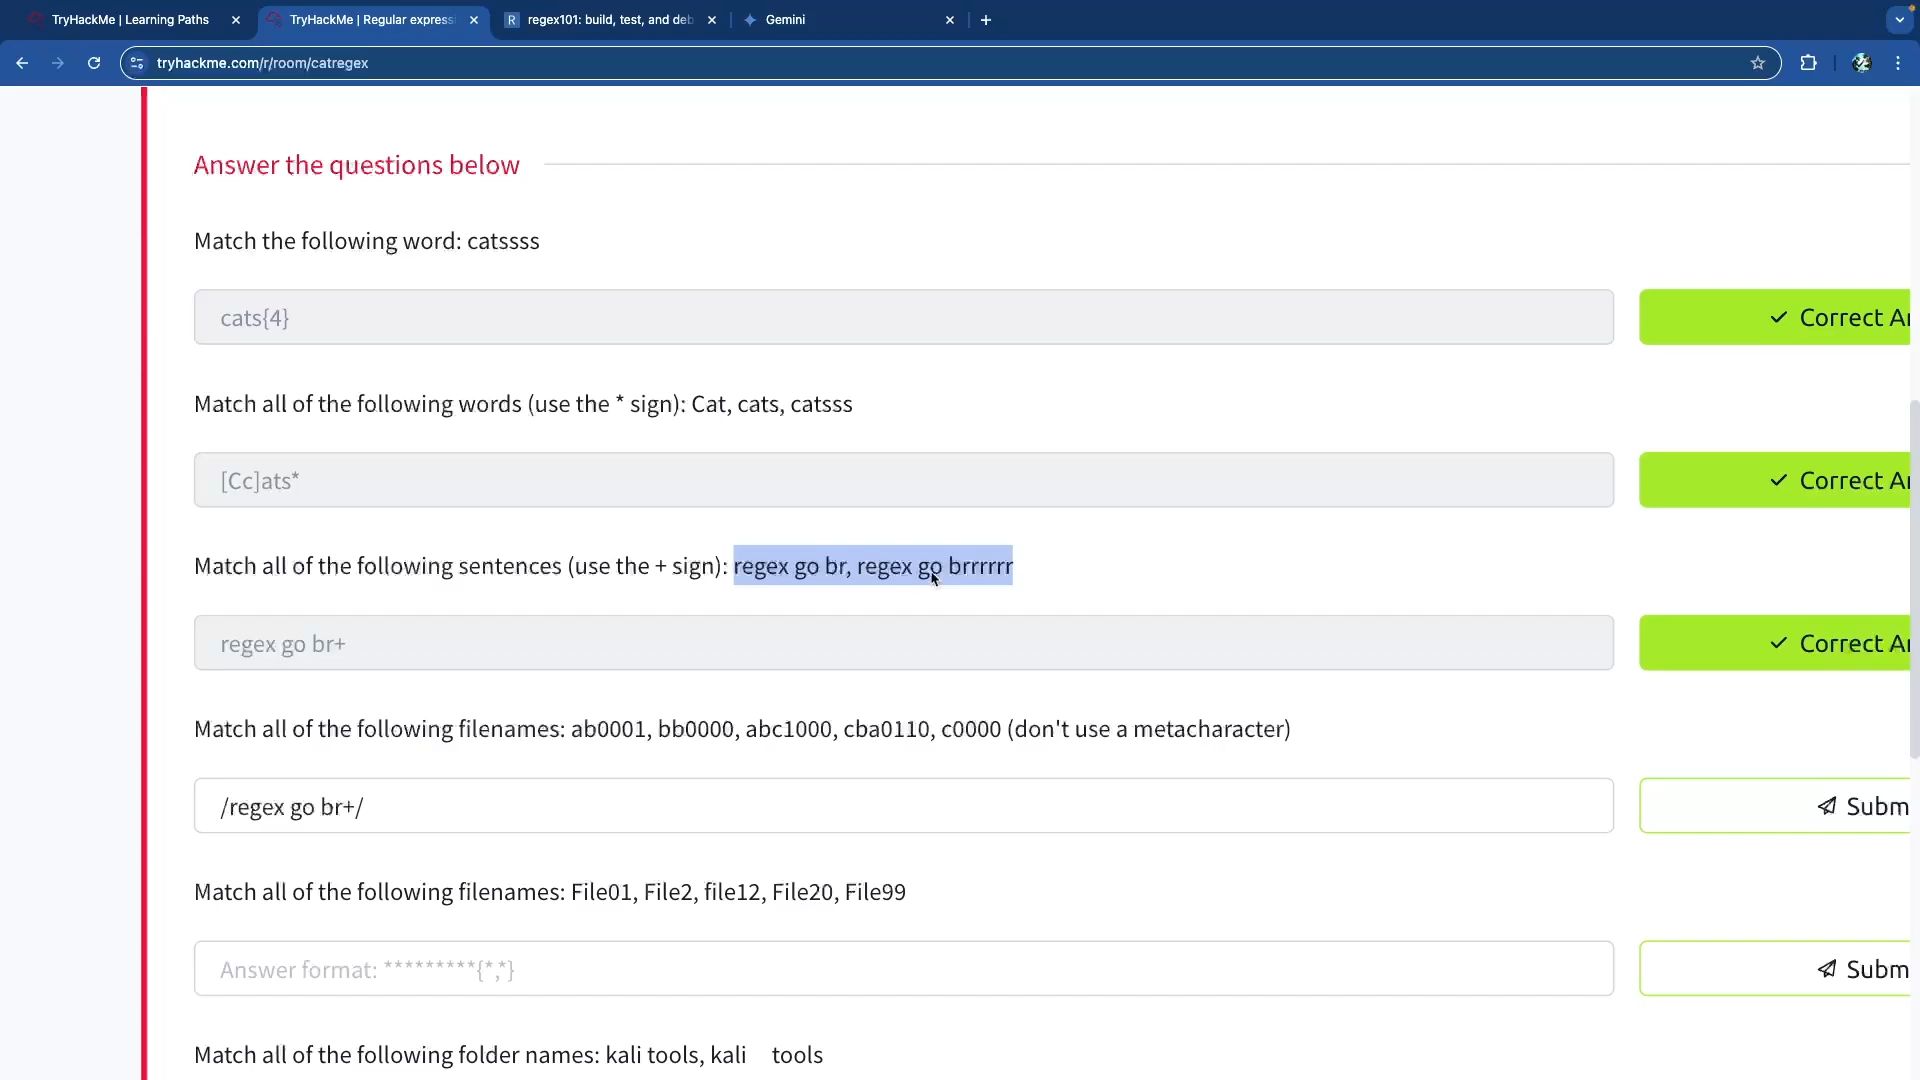 TryHackMe | Learning Paths
TryHackMe | Regular express
R regex101: build, test, and deb
Gemini
tryhackme.com/r/room/catregex
Answer the questions below
Match the following word: catssss
cats{4}
Correct An
Match all of the following words (use the * sign): Cat, cats, catsss
[Cc]ats*
Correct An
Match all of the following sentences (use the + sign): regex go br, regex go brrrrrr
regex go br+
Correct An
Match all of the following filenames: ab0001, bb0000, abc1000, cba0110, c0000 (don't use a metacharacter)
/regex go br+/
Subm
Match all of the following filenames: File01, File2, file12, File20, File99
Answer format: *********{*,*}
Subm
Match all of the following folder names: kali tools, kali    tools